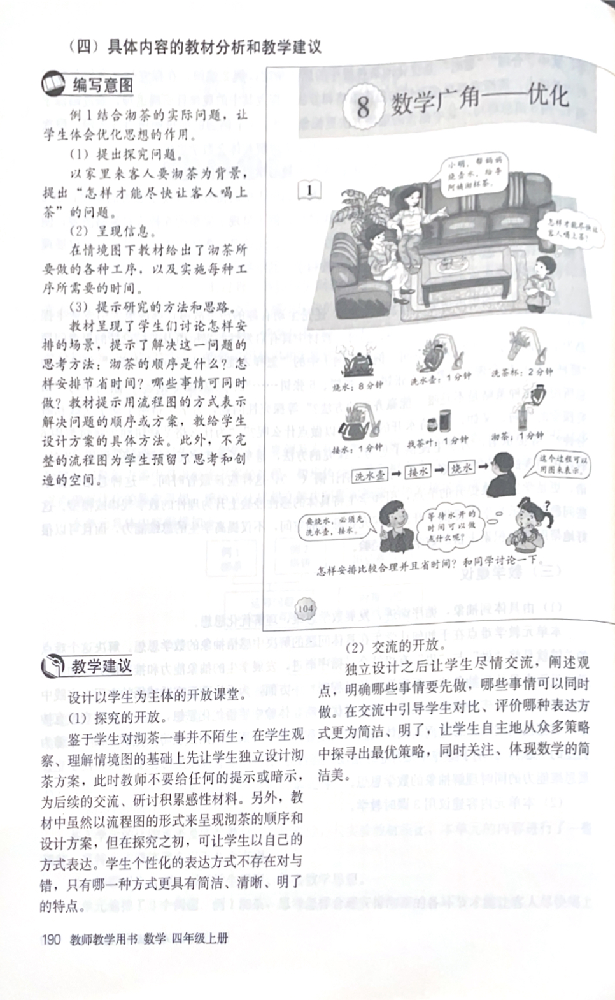 (四) 具体内容的教材分析和教学建议
编写意图
例1结合沏茶的实际问题，让
学生体会优化思想的作用。
(1) 提出探究问题。
以家里来客人要沏茶为背景，
提出“怎样才能尽快让客人喝上
茶”的问题。
(2) 呈现信息。
在情境图下教材给出了沏茶所
要做的各种工序，以及实施每种工
序所需要的时间。
(3) 提示研究的方法和思路。
教材呈现了学生们讨论怎样安
排的场景，提示了解决这一问题的
思考方法：沏茶的顺序是什么？怎
样安排节省时间？哪些事情可同时
做？教材提示用流程图的方式表示
解决问题的顺序或方案，教给学生
设计方案的具体方法。此外，不完
整的流程图为学生预留了思考和创
造的空间。
8 数学广角——优化
1
小明，帮妈妈
烧壶水，给李
阿姨沏杯茶。
怎样才能尽快让
客人喝上茶？
烧水：8分钟
洗水壶：1分钟
洗茶杯：2分钟
接水：1分钟
找茶叶：1分钟
沏茶：1分钟
洗水壶→接水→烧水→
这个过程可以
用图来表示。
要烧水，必须先
洗水壶，接水。
等待水开的
时间可以做
点什么呢？
?
怎样安排比较合理并且省时间？和同学讨论一下。
104
教学建议
设计以学生为主体的开放课堂。
(1) 探究的开放。
鉴于学生对沏茶一事并不陌生，在学生观
察、理解情境图的基础上先让学生独立设计沏
茶方案，此时教师不要给任何的提示或暗示，
为后续的交流、研讨积累感性材料。另外，教
材中虽然以流程图的形式来呈现沏茶的顺序和
设计方案，但在探究之初，可让学生以自己的
方式表达。学生个性化的表达方式不存在对与
错，只有哪一种方式更具有简洁、清晰、明了
的特点。
(2) 交流的开放。
独立设计之后让学生尽情交流，阐述观
点，明确哪些事情要先做，哪些事情可以同时
做。在交流中引导学生对比、评价哪种表达方
式更为简洁、明了，让学生自主地从众多策略
中探寻出最优策略，同时关注、体现数学的简
洁美。
190 教师教学用书 数学 四年级上册